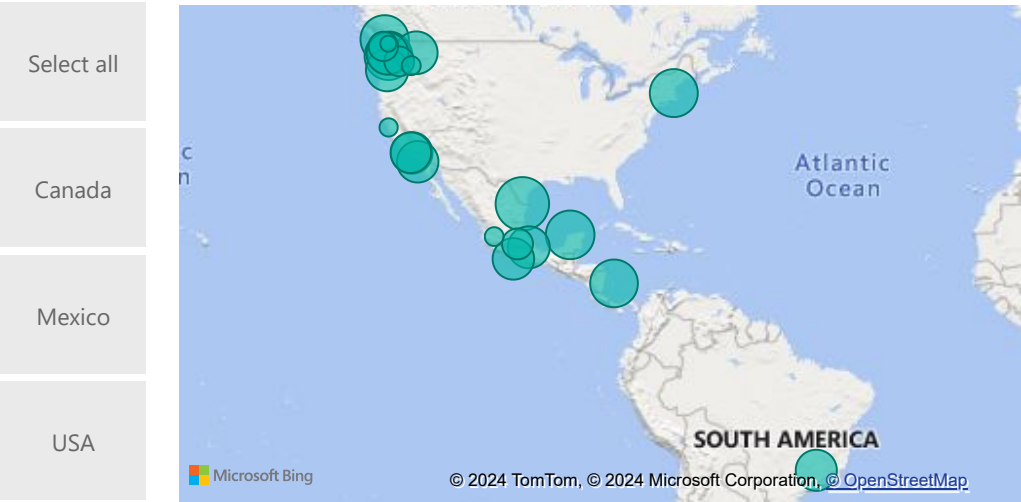 Select all
Canada
Mexico
USA
c
n
Atlantic
Ocean
SOUTH AMERICA
Microsoft Bing
© 2024 TomTom, © 2024 Microsoft Corporation, © OpenStreetMap